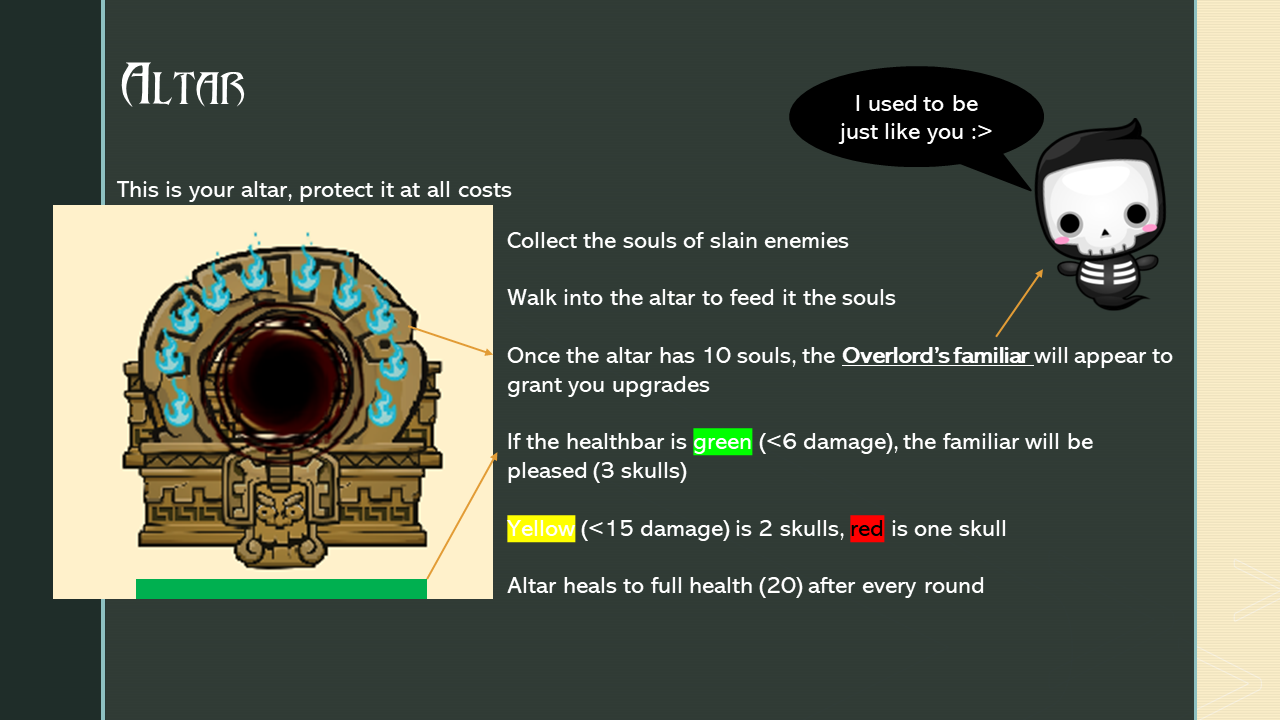 Altar
I used to be
just like you :>
This is your altar, protect it at all costs
Collect the souls of slain enemies
Walk into the altar to feed it the souls
Once the altar has 10 souls, the Overlord's familiar will appear to
grant you upgrades
If the healthbar is green (<6 damage), the familiar will be
pleased (3 skulls)
Yellow (<15 damage) is 2 skulls, red is one skull
Altar heals to full health (20) after every round